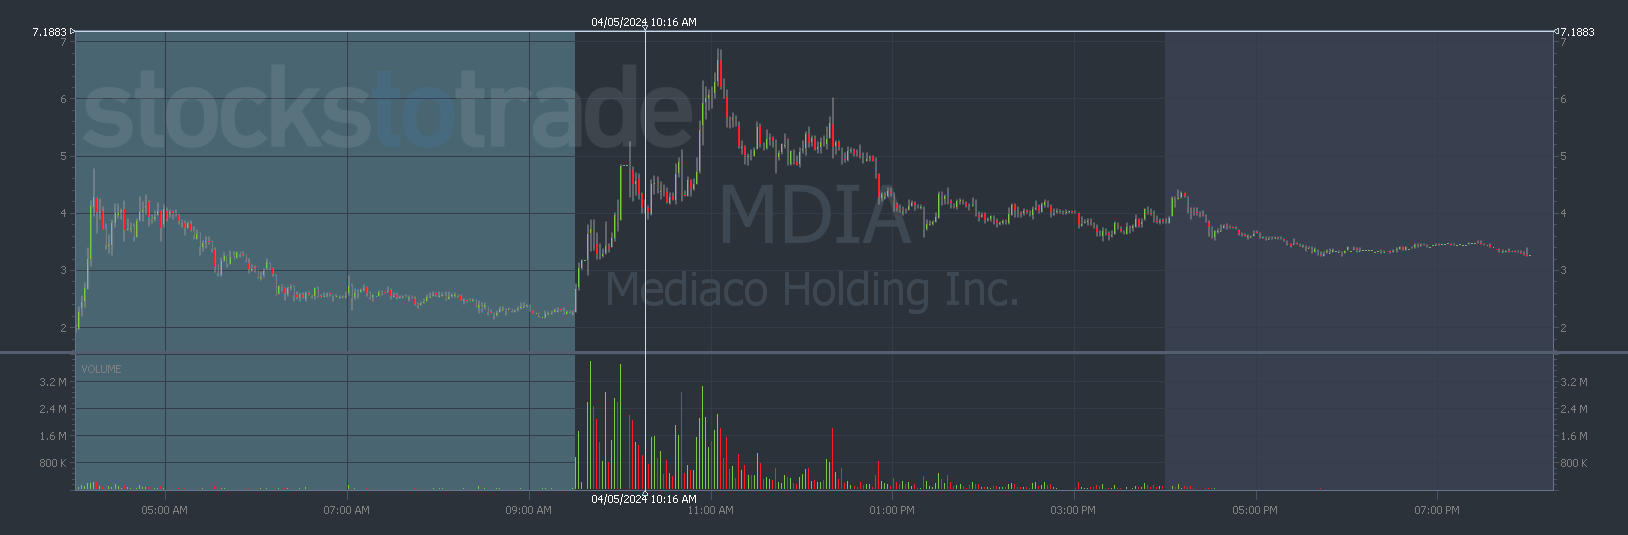 04/05/2024 10:16 AM
7.1883 7.1883
7 7
stockstotrade
6 6
5 5
MDIA
4 4
Mediaco Holding Inc.
3 3
2 2
VOLUME
3.2 M 3.2 M
2.4 M 2.4 M
1.6 M 1.6 M
800 K 800 K
04/05/2024 10:16 AM
05:00 AM 07:00 AM 09:00 AM 11:00 AM 01:00 PM 03:00 PM 05:00 PM 07:00 PM